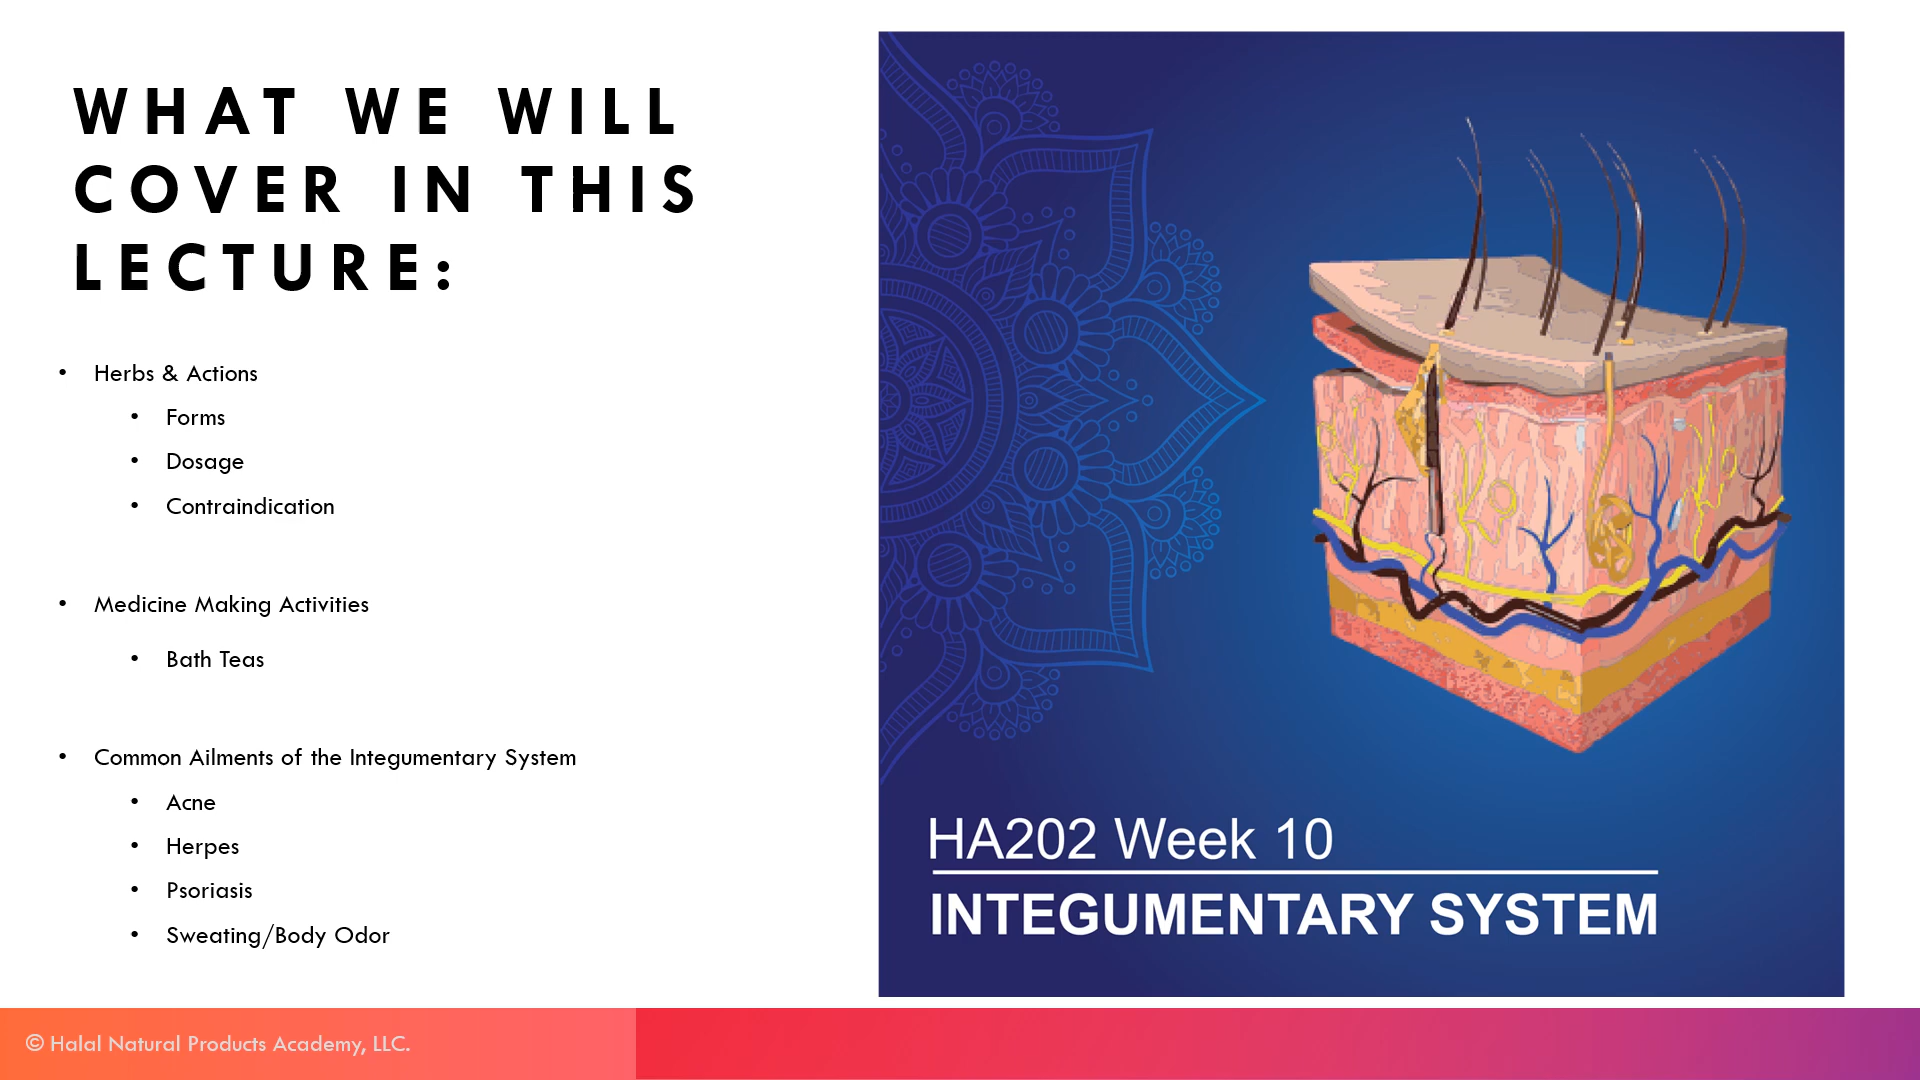 WHAT WE WILL
COVER IN THIS
LECTURE:
• Herbs & Actions
• Forms
• Dosage
• Contraindication
• Medicine Making Activities
• Bath Teas
• Common Ailments of the Integumentary System
• Acne
• Herpes
• Psoriasis
• Sweating/Body Odor
HA202 Week 10
INTEGUMENTARY SYSTEM
© Halal Natural Products Academy, LLC.